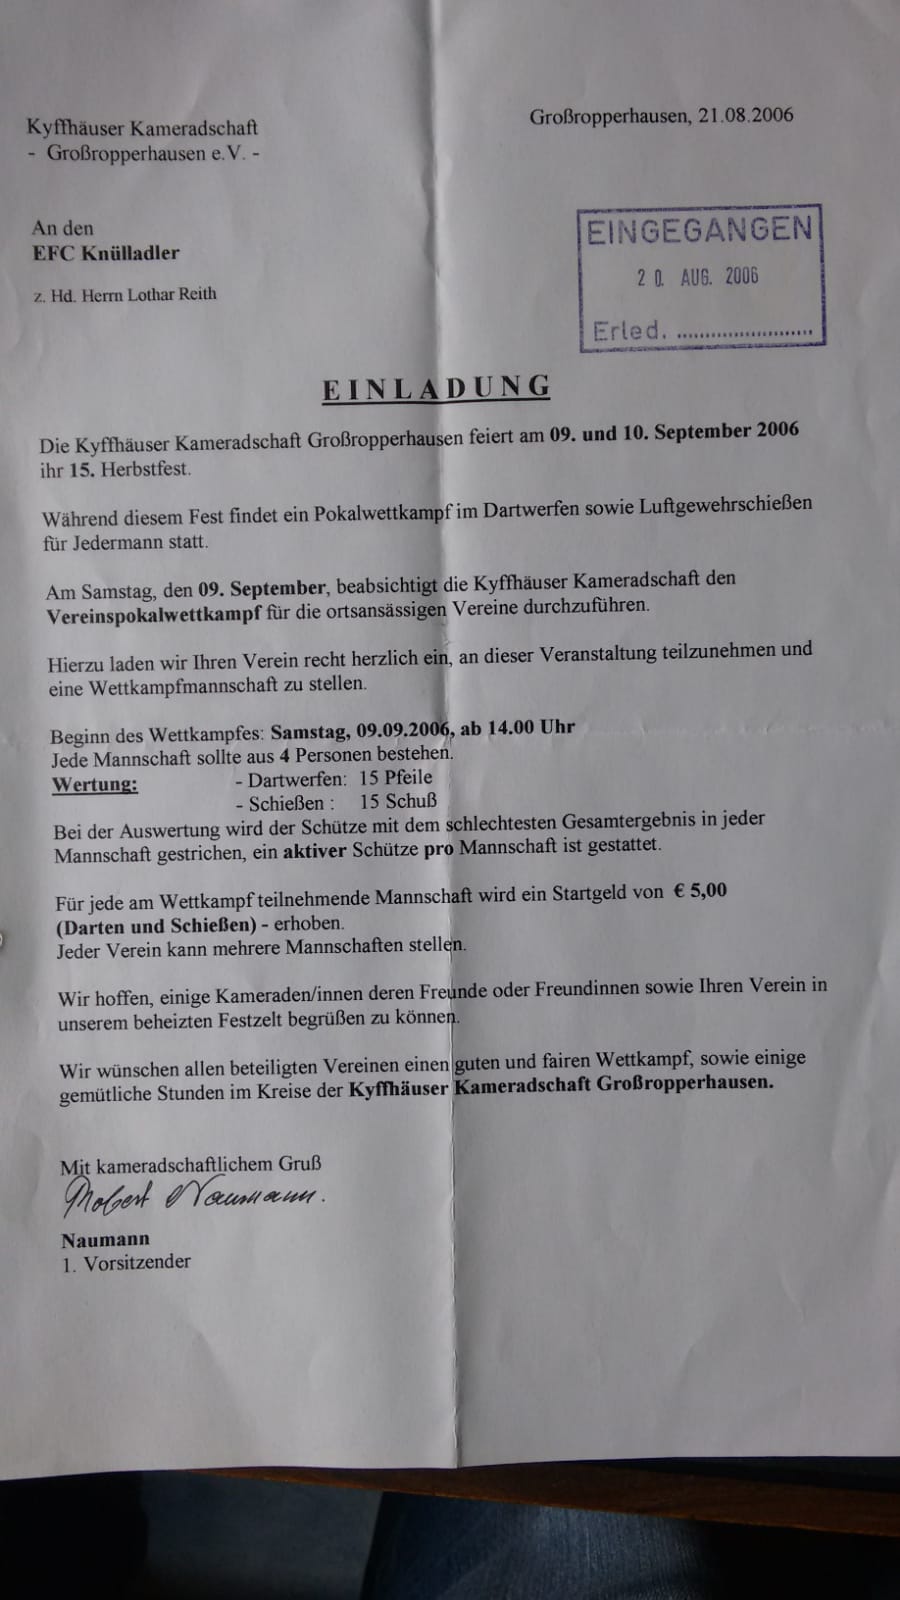 Kyffhäuser Kameradschaft
- Großropperhausen e.V. -
Großropperhausen, 21.08.2006
An den
EFC Knülladler
z. Hd. Herrn Lothar Reith
EINGEGANGEN
20. AUG. 2006
Erled. ........................
EINLADUNG
Die Kyffhäuser Kameradschaft Großropperhausen feiert am 09. und 10. September 2006
ihr 15. Herbstfest.
Während diesem Fest findet ein Pokalwettkampf im Dartwerfen sowie Luftgewehrschießen
für Jedermann statt.
Am Samstag, den 09. September, beabsichtigt die Kyffhäuser Kameradschaft den
Vereinspokalwettkampf für die ortsansässigen Vereine durchzuführen.
Hierzu laden wir Ihren Verein recht herzlich ein, an dieser Veranstaltung teilzunehmen und
eine Wettkampfmannschaft zu stellen.
Beginn des Wettkampfes: Samstag, 09.09.2006, ab 14.00 Uhr
Jede Mannschaft sollte aus 4 Personen bestehen.
Wertung: - Dartwerfen: 15 Pfeile
- Schießen : 15 Schuß
Bei der Auswertung wird der Schütze mit dem schlechtesten Gesamtergebnis in jeder
Mannschaft gestrichen, ein aktiver Schütze pro Mannschaft ist gestattet.
Für jede am Wettkampf teilnehmende Mannschaft wird ein Startgeld von € 5,00
(Darten und Schießen) - erhoben.
Jeder Verein kann mehrere Mannschaften stellen.
Wir hoffen, einige Kameraden/innen deren Freunde oder Freundinnen sowie Ihren Verein in
unserem beheizten Festzelt begrüßen zu können.
Wir wünschen allen beteiligten Vereinen einen guten und fairen Wettkampf, sowie einige
gemütliche Stunden im Kreise der Kyffhäuser Kameradschaft Großropperhausen.
Mit kameradschaftlichem Gruß
Robert Naumann.
Naumann
1. Vorsitzender